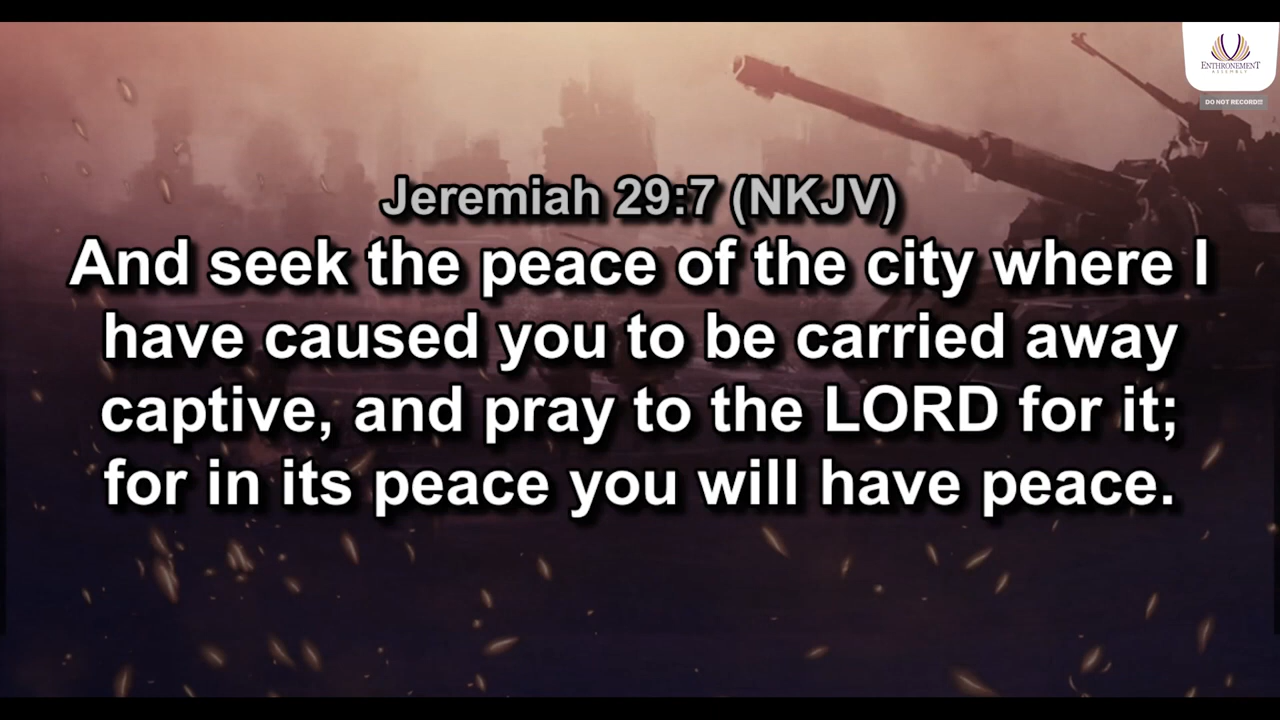 ENTHRONEMENT
ASSEMBLY
DO NOT RECORD!!!
Jeremiah 29:7 (NKJV)
And seek the peace of the city where I
have caused you to be carried away
captive, and pray to the LORD for it;
for in its peace you will have peace.